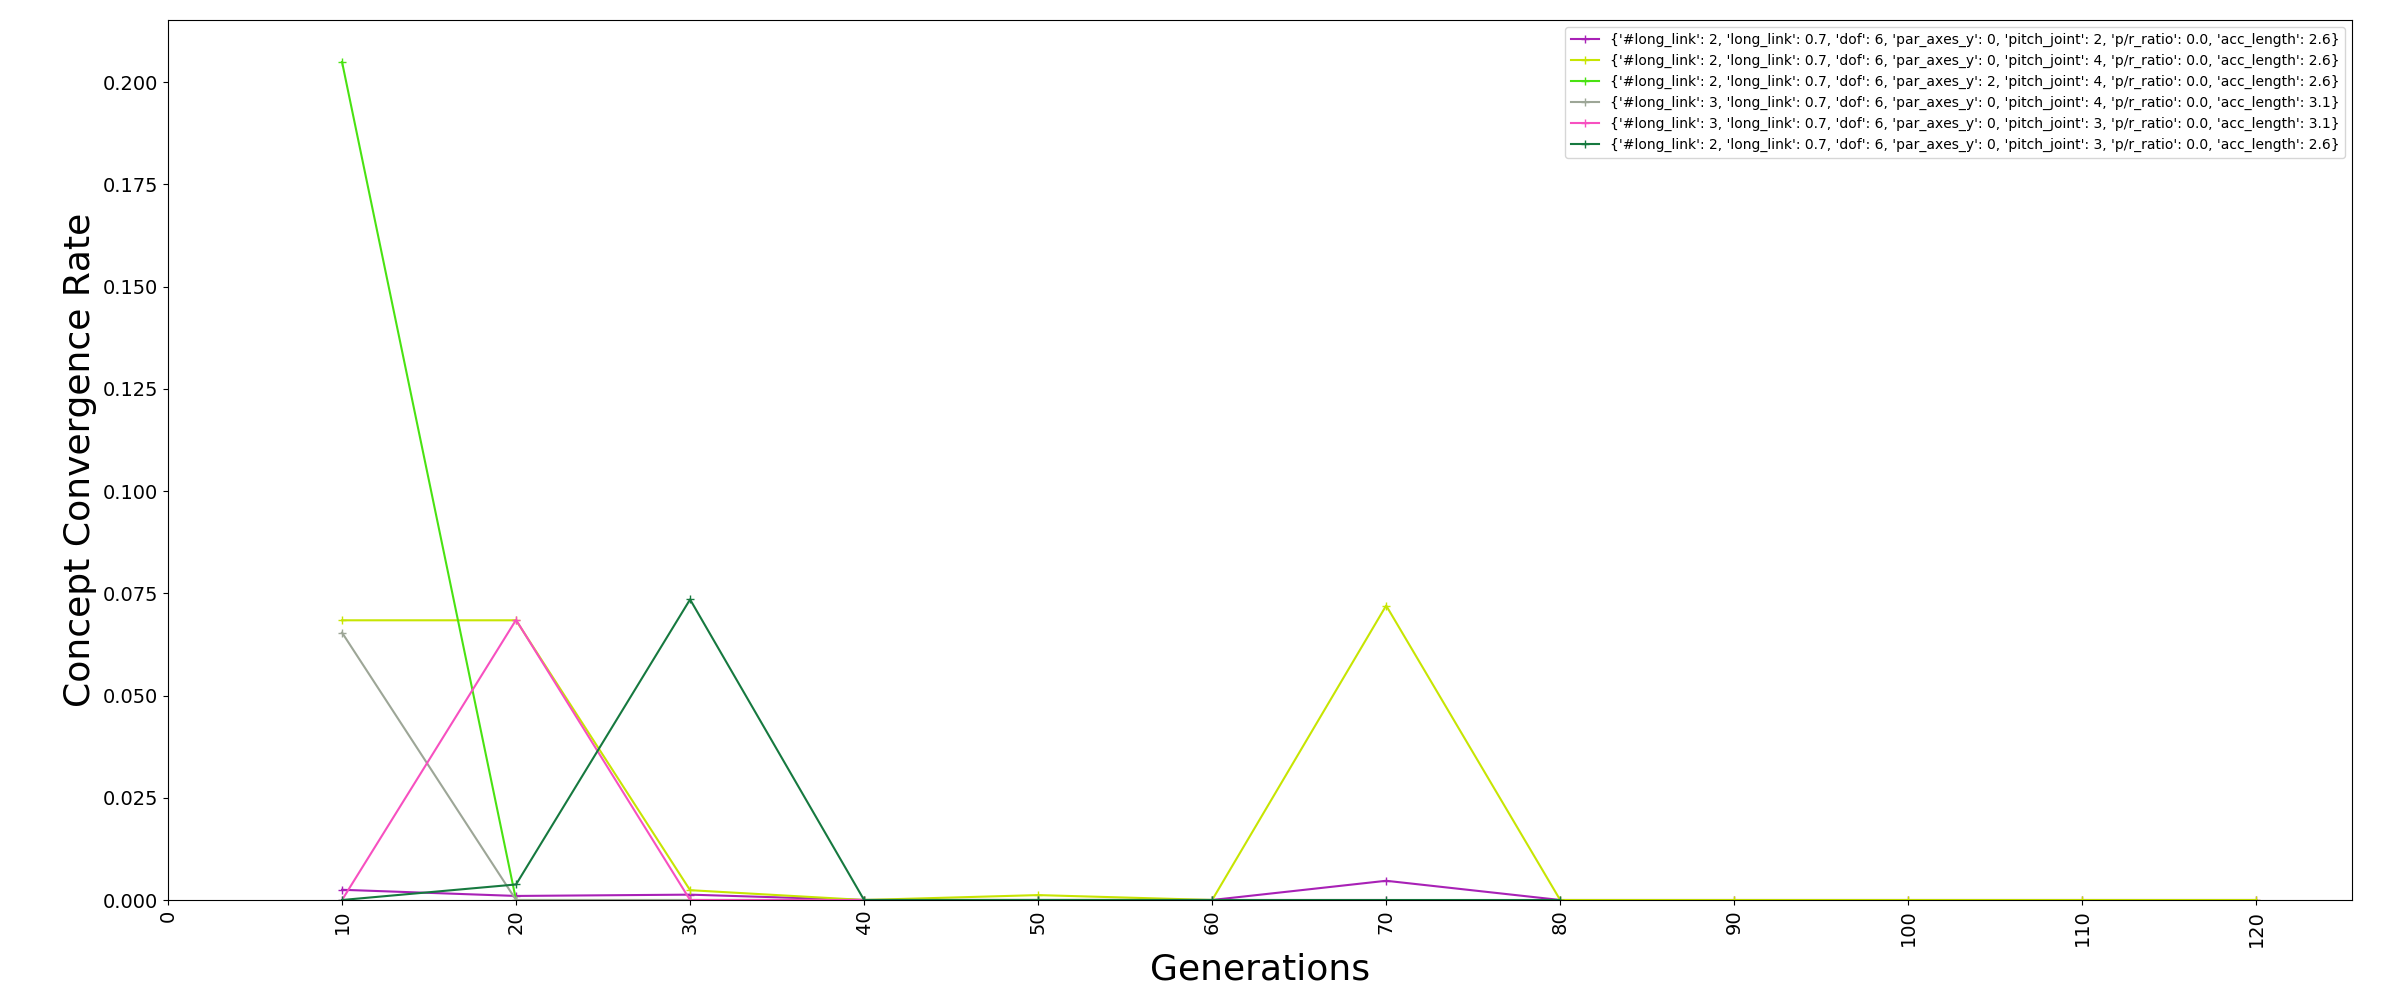 {'#long_link': 2, 'long_link': 0.7, 'dof': 6, 'par_axes_y': 0, 'pitch_joint': 2, 'p/r_ratio': 0.0, 'acc_length': 2.6}
{'#long_link': 2, 'long_link': 0.7, 'dof': 6, 'par_axes_y': 0, 'pitch_joint': 4, 'p/r_ratio': 0.0, 'acc_length': 2.6}
{'#long_link': 2, 'long_link': 0.7, 'dof': 6, 'par_axes_y': 2, 'pitch_joint': 4, 'p/r_ratio': 0.0, 'acc_length': 2.6}
{'#long_link': 3, 'long_link': 0.7, 'dof': 6, 'par_axes_y': 0, 'pitch_joint': 4, 'p/r_ratio': 0.0, 'acc_length': 3.1}
{'#long_link': 3, 'long_link': 0.7, 'dof': 6, 'par_axes_y': 0, 'pitch_joint': 3, 'p/r_ratio': 0.0, 'acc_length': 3.1}
{'#long_link': 2, 'long_link': 0.7, 'dof': 6, 'par_axes_y': 0, 'pitch_joint': 3, 'p/r_ratio': 0.0, 'acc_length': 2.6}
Concept Convergence Rate
0.200
0.175
0.150
0.125
0.100
0.075
0.050
0.025
0.000
0
10
20
30
40
50
60
70
80
90
100
110
120
Generations